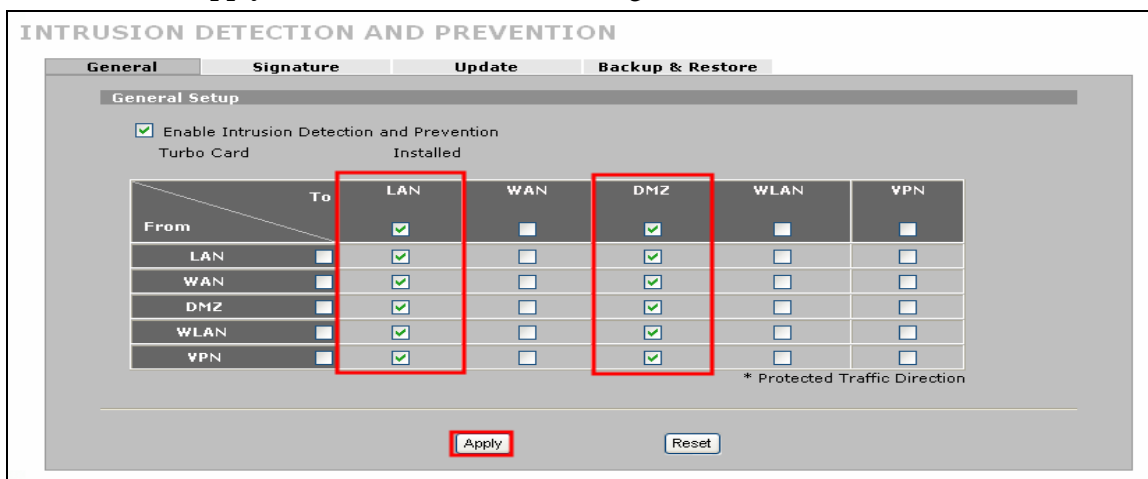 INTRUSION DETECTION AND PREVENTION
General Signature Update Backup & Restore
General Setup
Enable Intrusion Detection and Prevention
Turbo Card Installed
To LAN WAN DMZ WLAN VPN
From
LAN
WAN
DMZ
WLAN
VPN
* Protected Traffic Direction
Apply Reset